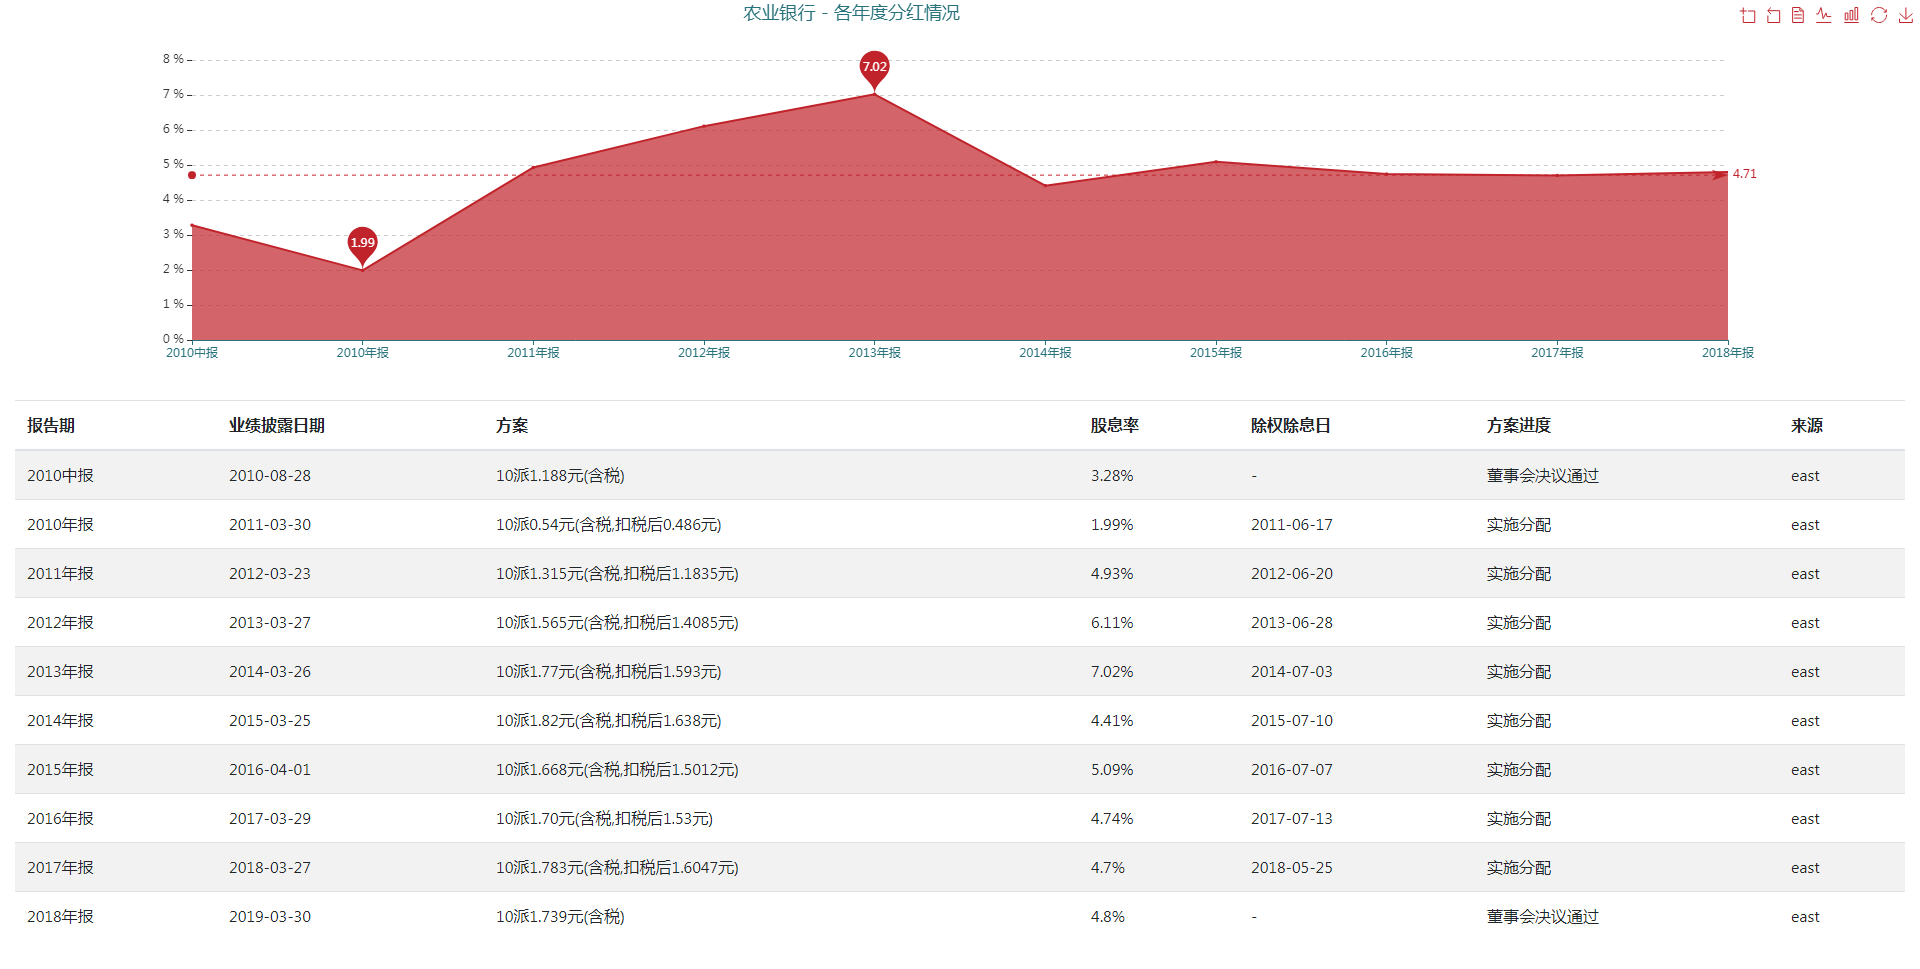 农业银行 - 各年度分红情况
8 %
7 %
6 %
5 %
4 %
3 %
2 %
1 %
0 %
7.02
1.99
4.71
2010中报 2010年报 2011年报 2012年报 2013年报 2014年报 2015年报 2016年报 2017年报 2018年报
报告期 业绩披露日期 方案 股息率 除权除息日 方案进度 来源
2010中报 2010-08-28 10派1.188元(含税) 3.28% - 董事会决议通过 east
2010年报 2011-03-30 10派0.54元(含税,扣税后0.486元) 1.99% 2011-06-17 实施分配 east
2011年报 2012-03-23 10派1.315元(含税,扣税后1.1835元) 4.93% 2012-06-20 实施分配 east
2012年报 2013-03-27 10派1.565元(含税,扣税后1.4085元) 6.11% 2013-06-28 实施分配 east
2013年报 2014-03-26 10派1.77元(含税,扣税后1.593元) 7.02% 2014-07-03 实施分配 east
2014年报 2015-03-25 10派1.82元(含税,扣税后1.638元) 4.41% 2015-07-10 实施分配 east
2015年报 2016-04-01 10派1.668元(含税,扣税后1.5012元) 5.09% 2016-07-07 实施分配 east
2016年报 2017-03-29 10派1.70元(含税,扣税后1.53元) 4.74% 2017-07-13 实施分配 east
2017年报 2018-03-27 10派1.783元(含税,扣税后1.6047元) 4.7% 2018-05-25 实施分配 east
2018年报 2019-03-30 10派1.739元(含税) 4.8% - 董事会决议通过 east